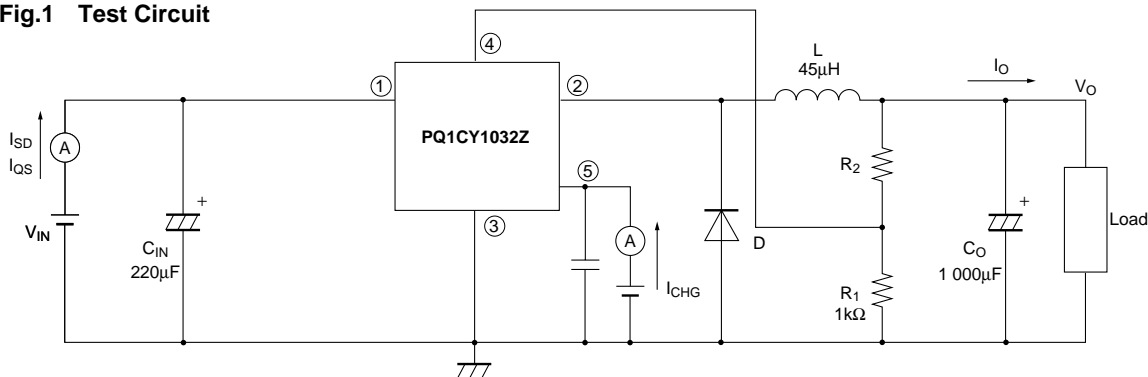 Fig.1 Test Circuit
④
L
45μH
I_O
V_O
①
②
PQ1CY1032Z
I_SD
I_QS
A
R_2
⑤
+
+
A
Load
③
V_IN
C_IN
220μF
D
C_O
1 000μF
I_CHG
R_1
1kΩ